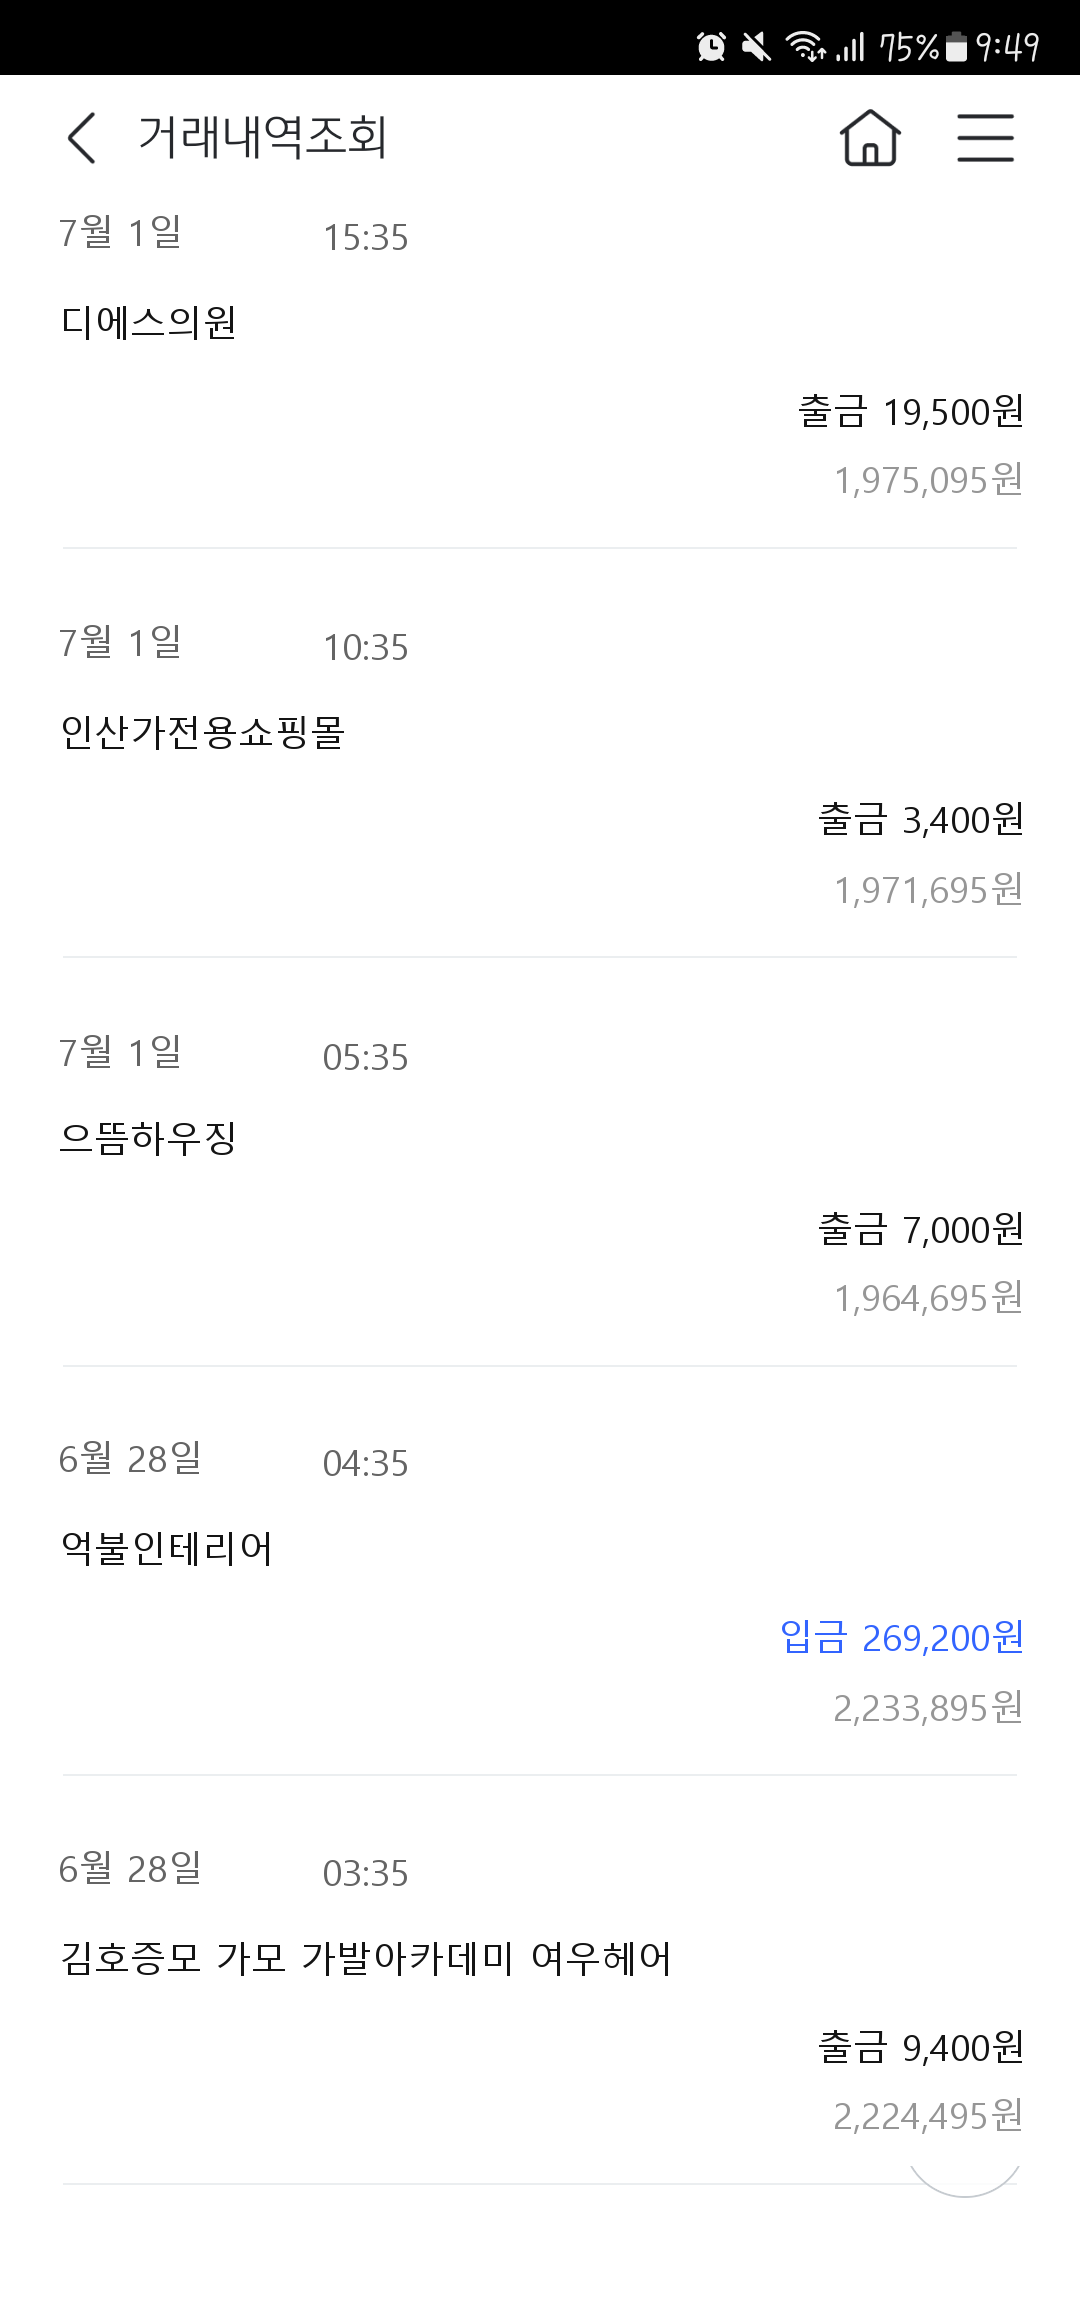 75% 9:49
거래내역조회
7월 1일 15:35
디에스의원
출금 19,500원
1,975,095원
7월 1일 10:35
인산가전용쇼핑몰
출금 3,400원
1,971,695원
7월 1일 05:35
으뜸하우징
출금 7,000원
1,964,695원
6월 28일 04:35
억불인테리어
입금 269,200원
2,233,895원
6월 28일 03:35
김호증모 가모 가발아카데미 여우헤어
출금 9,400원
2,224,495원